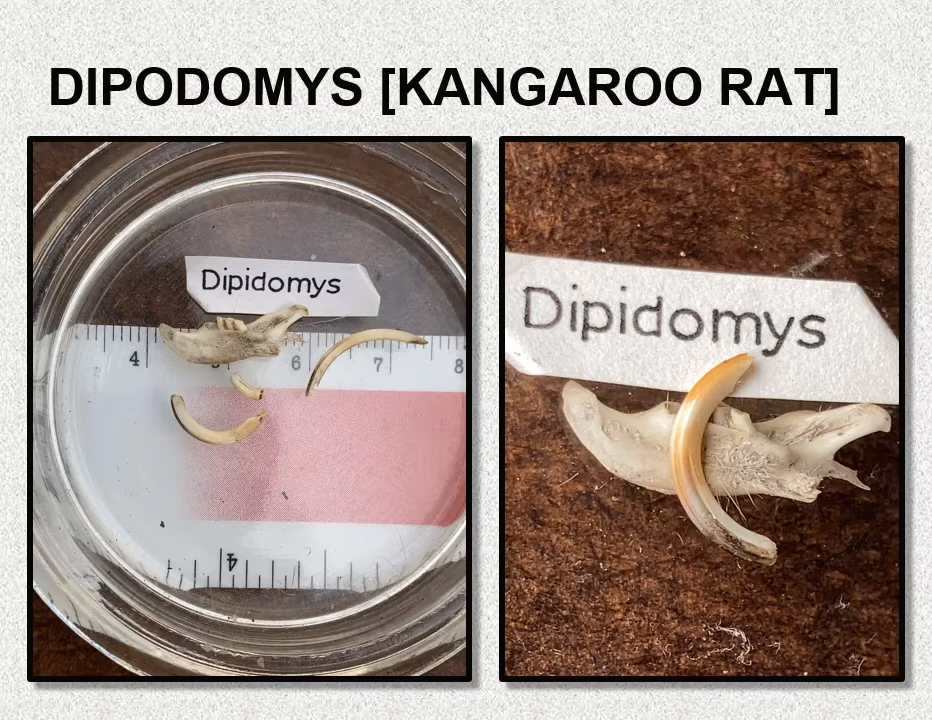 DIPODOMYS [KANGAROO RAT]
Dipidomys
4 5 6 7 8
4
Dipidomys